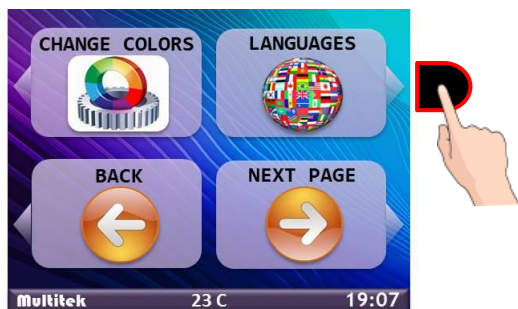 CHANGE COLORS
LANGUAGES
BACK
NEXT PAGE
Multitek 23 C 19:07